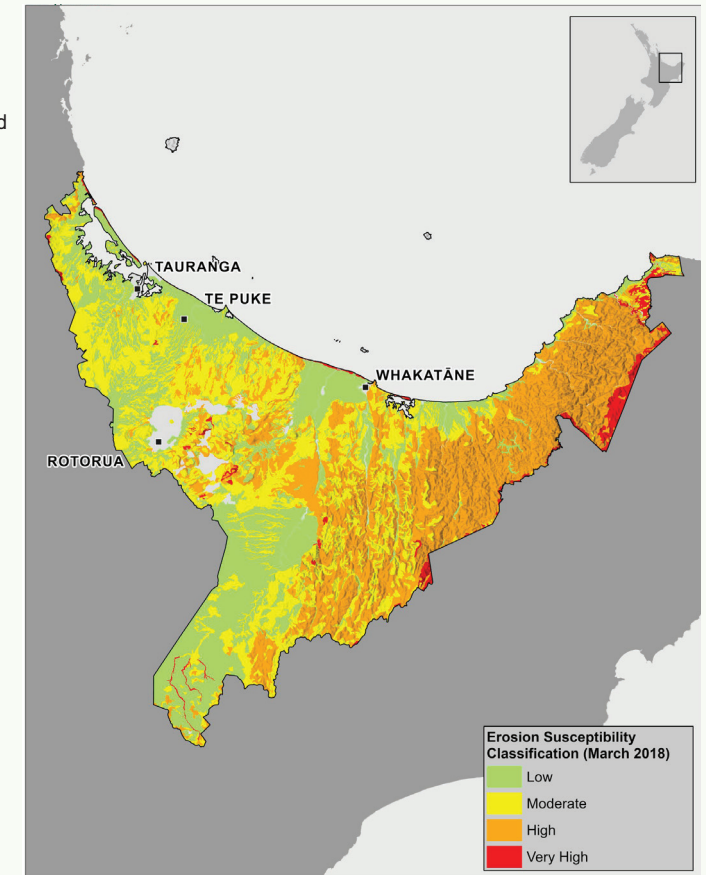 d
TAURANGA
TE PUKE
WHAKATĀNE
ROTORUA
Erosion Susceptibility
Classification (March 2018)
Low
Moderate
High
Very High